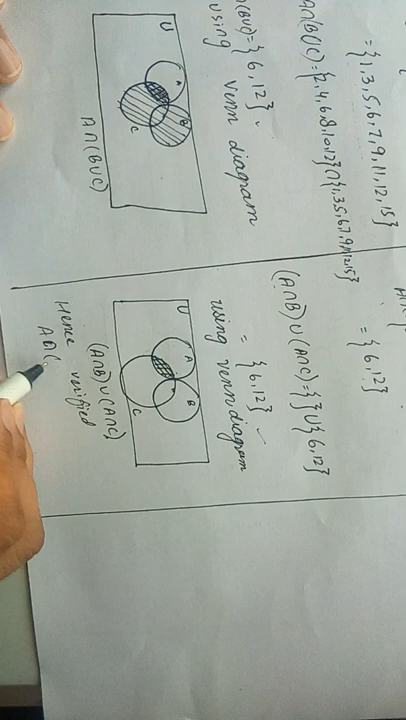 = {1,3,5,6,7,9,11,12,15}
A∩(B∪C) = {2,4,6,8,10,12}∩{1,3,5,6,7,9,11,12,15}
∩(B∪C) = {6,12}
using venn diagram
U
A
B
C
A∩(B∪C)
= {6,12}
(A∩B)∪(A∩C) = { }∪{6,12}
= {6,12}
using venn diagram
U
A
B
C
(A∩B)∪(A∩C)
Hence verified